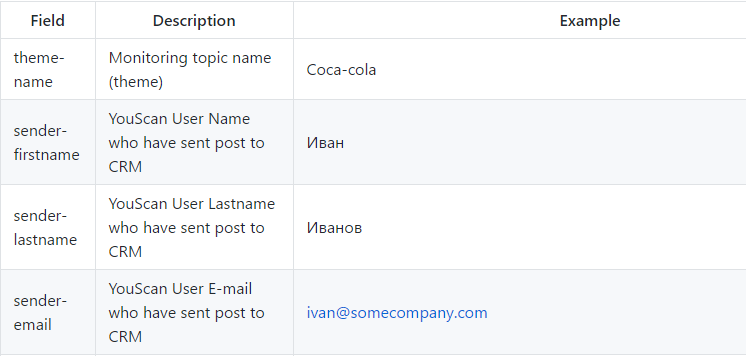 Field Description Example
theme-
name
Monitoring topic name
(theme)
Coca-cola
sender-
firstname
YouScan User Name
who have sent post to
CRM
Иван
sender-
lastname
YouScan User Lastname
who have sent post to
CRM
Иванов
sender-
email
YouScan User E-mail
who have sent post to
CRM
ivan@somecompany.com